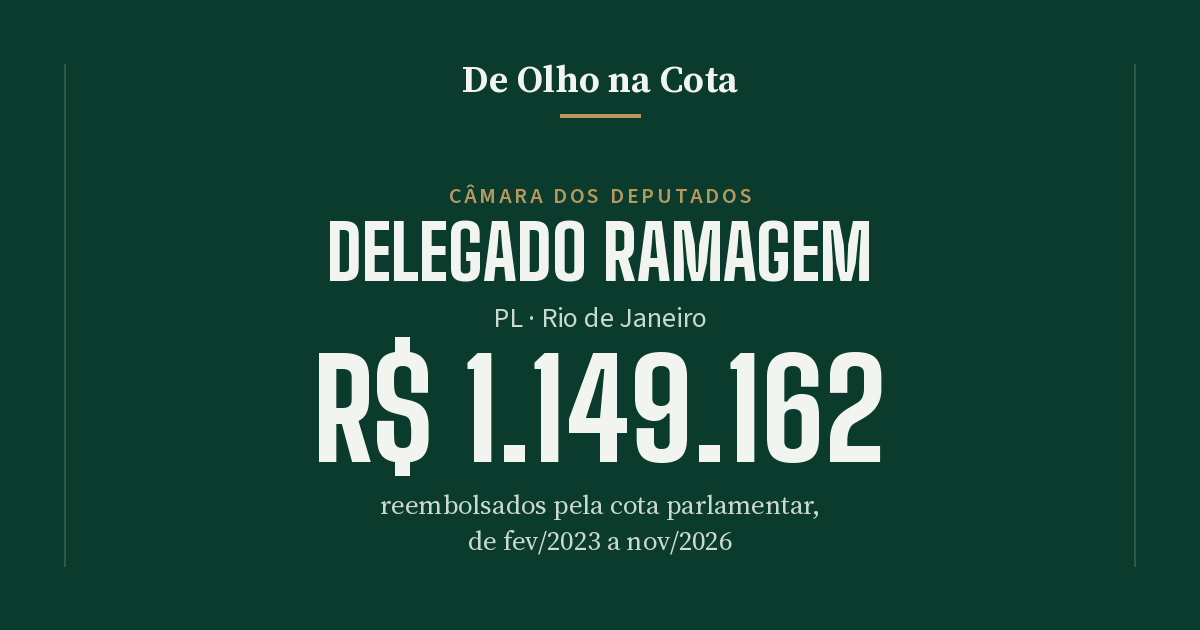 De Olho na Cota
CÂMARA DOS DEPUTADOS
DELEGADO RAMAGEM
PL · Rio de Janeiro
R$ 1.149.162
reembolsados pela cota parlamentar,
de fev/2023 a nov/2026